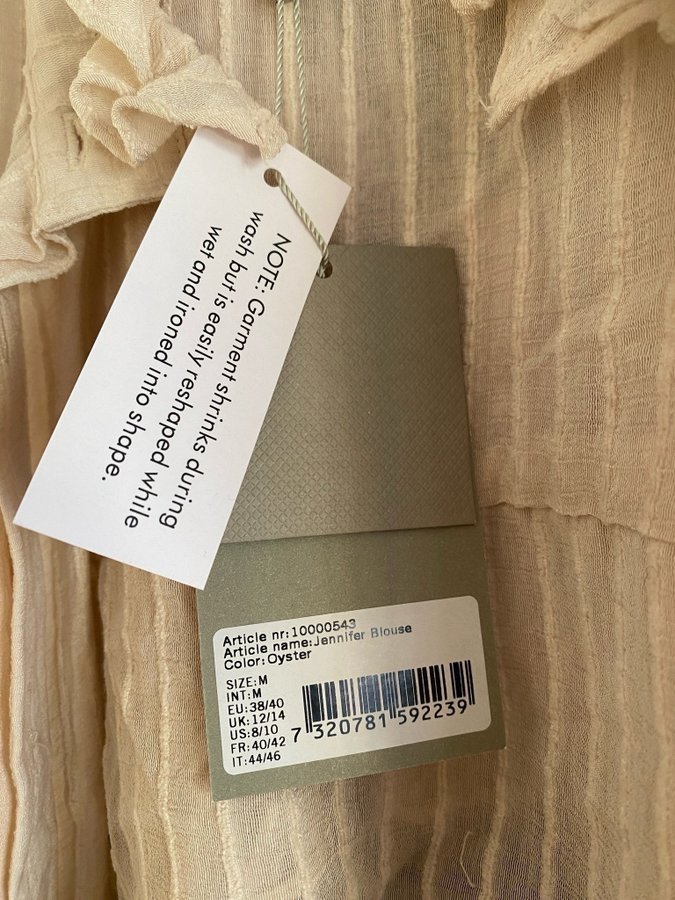 NOTE: Garment shrinks during
wash but is easily reshaped while
wet and ironed into shape.
Article nr:10000543
Article name:Jennifer Blouse
Color:Oyster
SIZE:M
INT:M
EU:38/40
UK:12/14
US:8/10
FR:40/42
IT:44/46
7 320781 592239